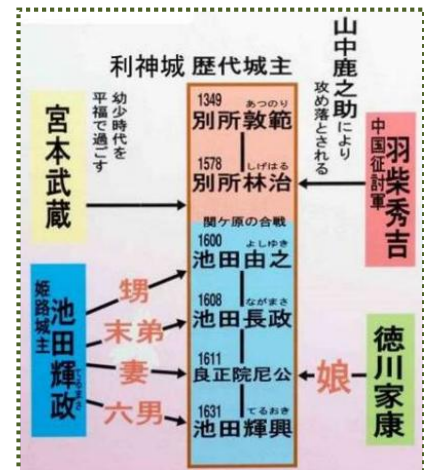 利神城 歴代城主
山中鹿之助により
攻め落とされる
中国征討軍
羽柴秀吉
幼少時代を
平福で過ごす
宮本武蔵
1349
あつのり
別所敦範
1578
しげはる
別所林治
関ケ原の合戦
1600
よしゆき
池田由之
1608
ながまさ
池田長政
1611
良正院尼公
1631
てるおき
池田輝興
姫路城主
池田輝政
てるまさ
甥
末弟
妻
六男
娘
徳川家康